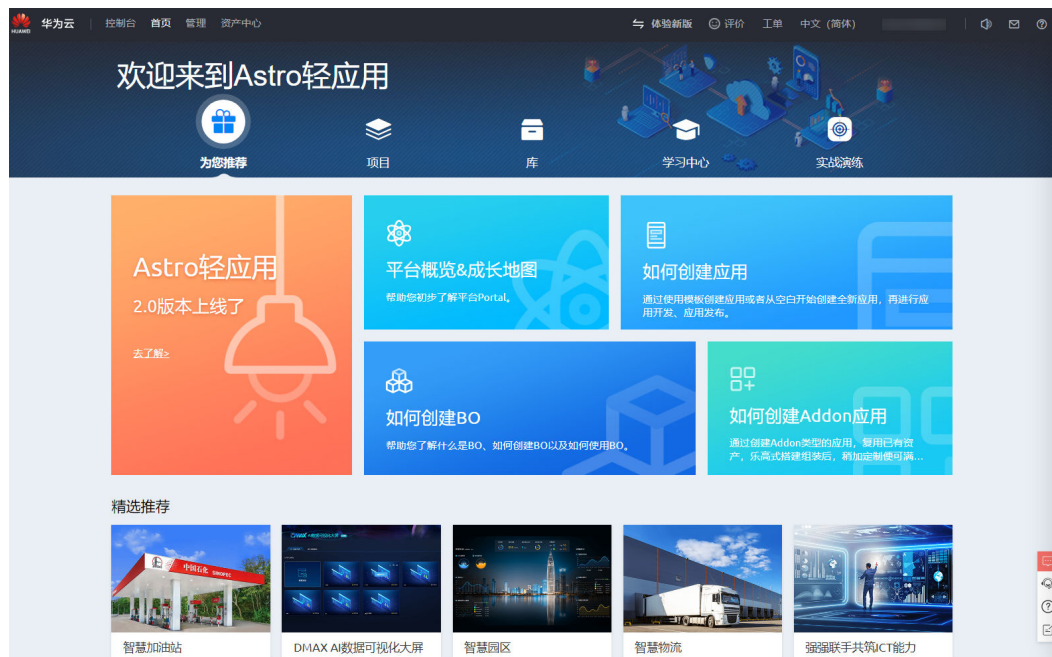 HUAWEI
华为云 控制台 首页 管理 资产中心 体验新版 评价 工单 中文（简体）
欢迎来到Astro轻应用
为您推荐 项目 库 学习中心 实战演练
Astro轻应用
2.0版本上线了
去了解>
平台概览&成长地图
帮助您初步了解平台Portal。
如何创建应用
通过使用模板创建应用或者从空白开始创建全新应用，再进行应
用开发、应用发布。
如何创建BO
帮助您了解什么是BO、如何创建BO以及如何使用BO。
如何创建Addon应用
通过创建Addon类型的应用，复用已有资
产，乐高式搭建组装后，稍加定制便可满...
精选推荐
中国石化 SINOPEC
智慧加油站
DMAX AI数据可视化大屏
智慧园区
智慧物流
强强联手共筑ICT能力